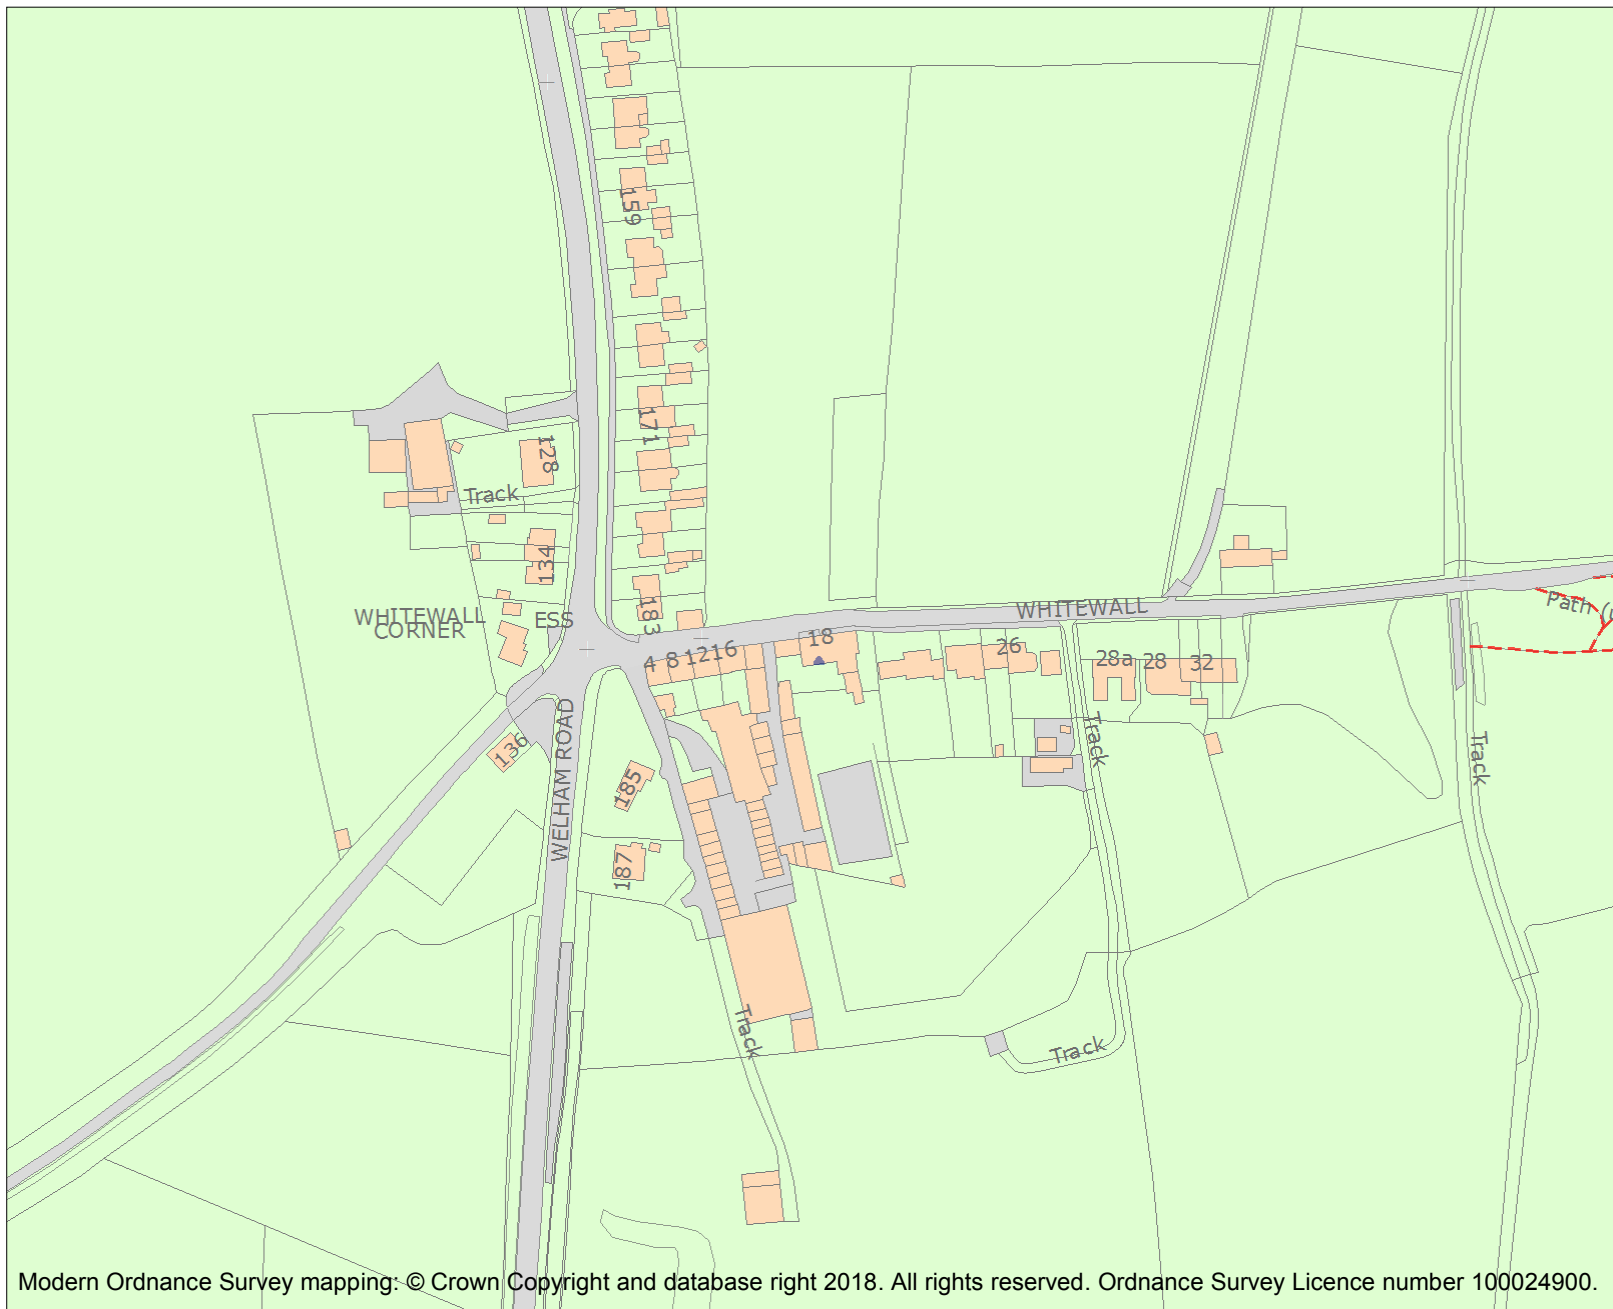 159
171
128
Track
134
183
WHITEWALL
CORNER
ESS
WHITEWALL
Path
4 8 1216
18
26
28a
28
32
136
WELHAM ROAD
185
187
Track
Track
Track
Track
Modern Ordnance Survey mapping: © Crown Copyright and database right 2018. All rights reserved. Ordnance Survey Licence number 100024900.